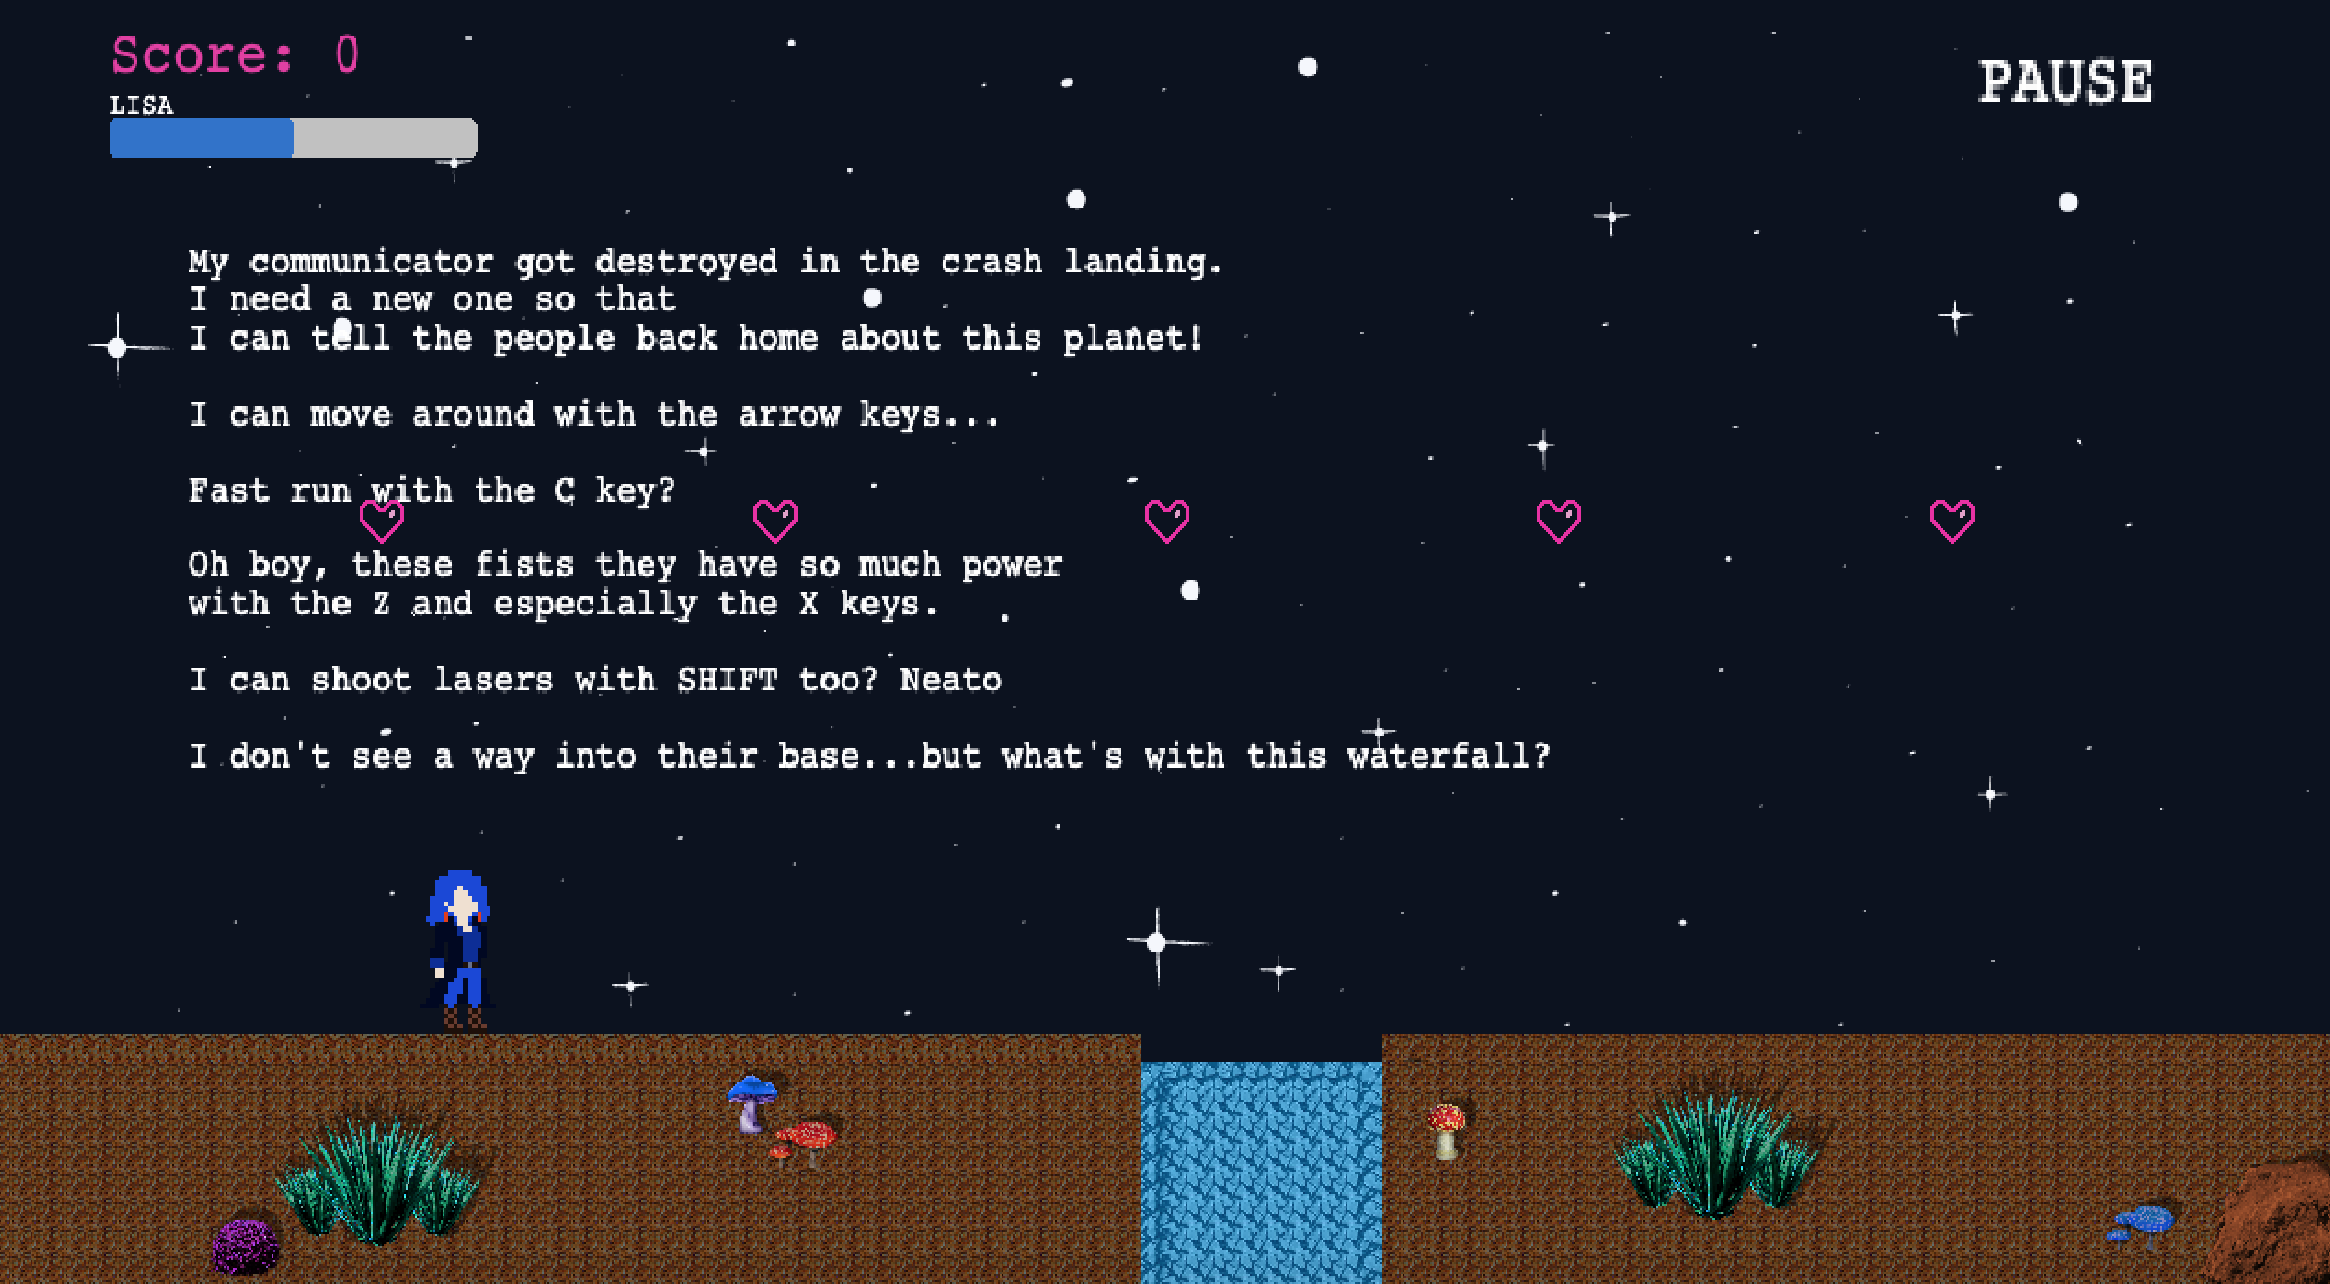 Score: 0
PAUSE
LISA
My communicator got destroyed in the crash landing.
I need a new one so that
I can tell the people back home about this planet!
I can move around with the arrow keys...
Fast run with the C key?
Oh boy, these fists they have so much power
with the Z and especially the X keys.
I can shoot lasers with SHIFT too? Neato
I don't see a way into their base...but what's with this waterfall?